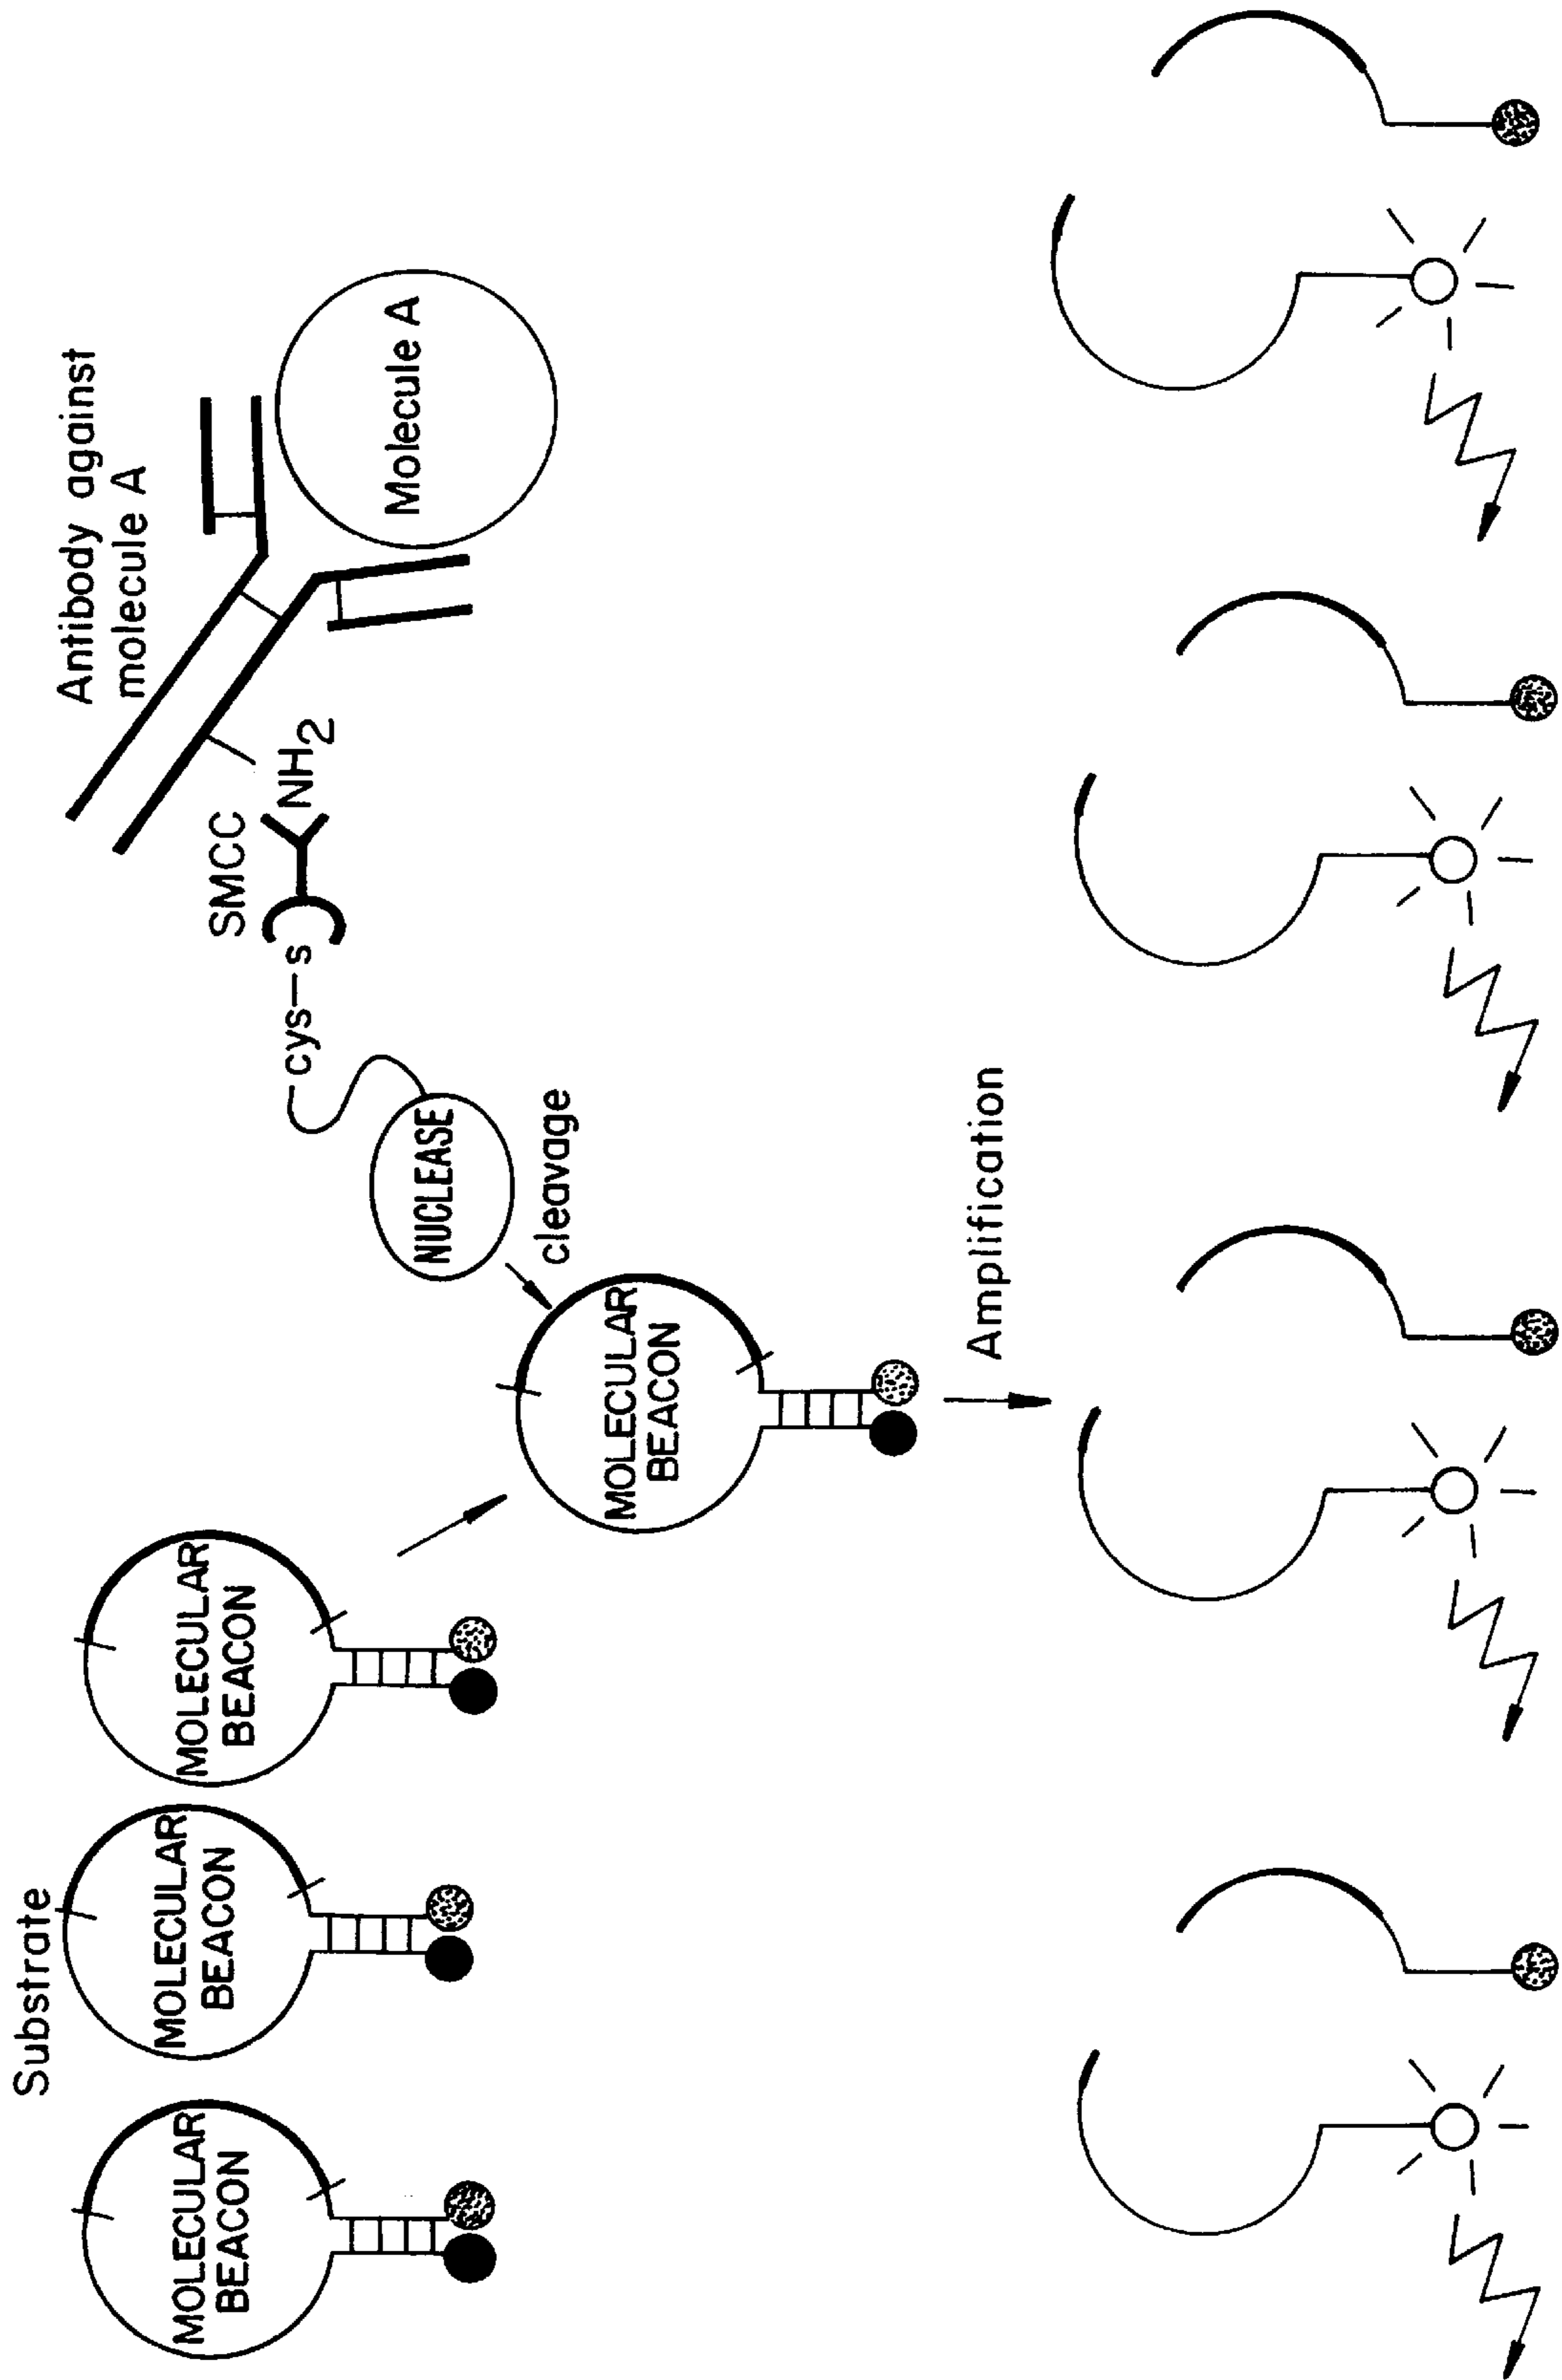 Substrate
MOLECULAR
BEACON
MOLECULAR
BEACON
MOLECULAR
BEACON
MOLECULAR
BEACON
NUCLEASE
cleavage
cys-s
SMCC
NH2
Antibody against
molecule A
Molecule A
Amplification